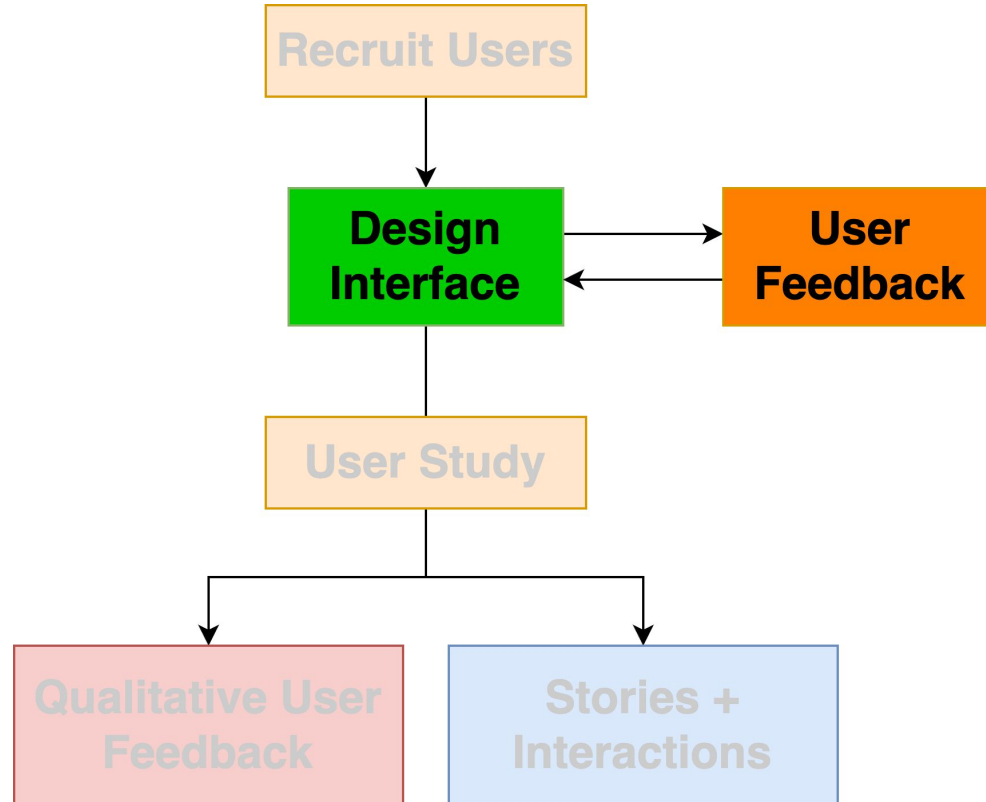 Recruit Users
Design
Interface
User
Feedback
User Study
Qualitative User
Feedback
Stories +
Interactions